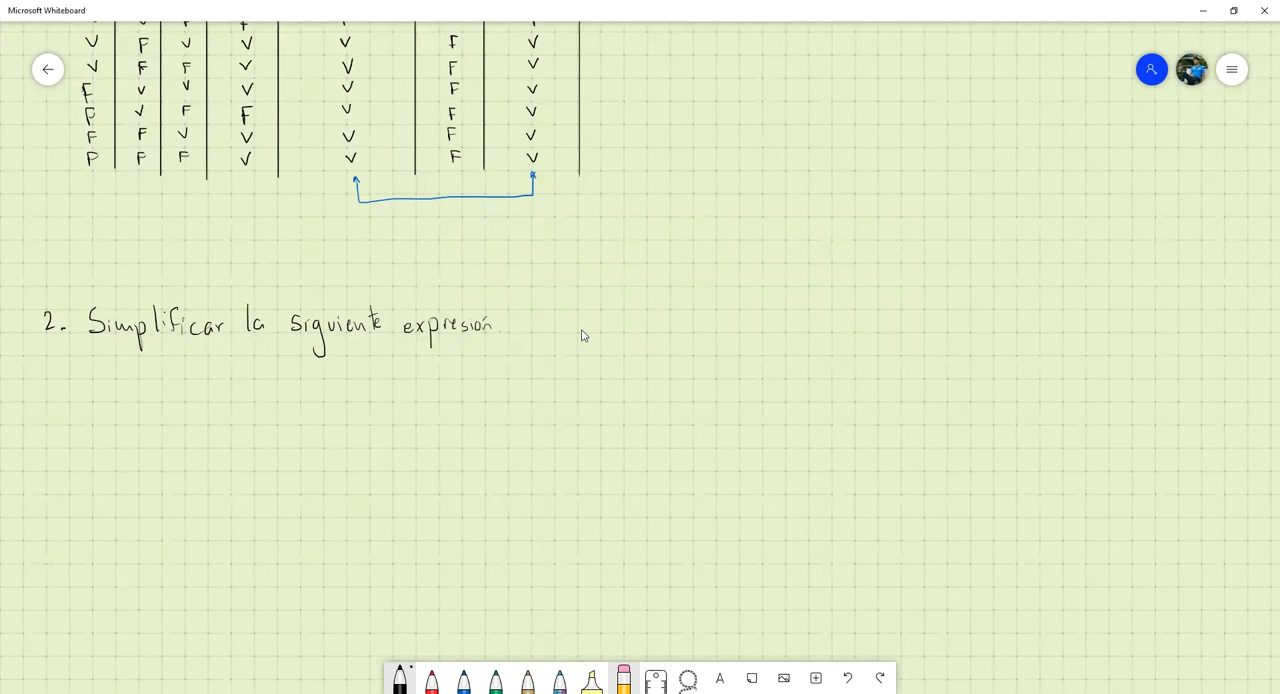 Microsoft Whiteboard
V F V V V F V
V F F V V F V
F V V V V F V
F V F F V F V
F F V V V F V
F F F V V F V
2. Simplificar la siguiente expresión.
A